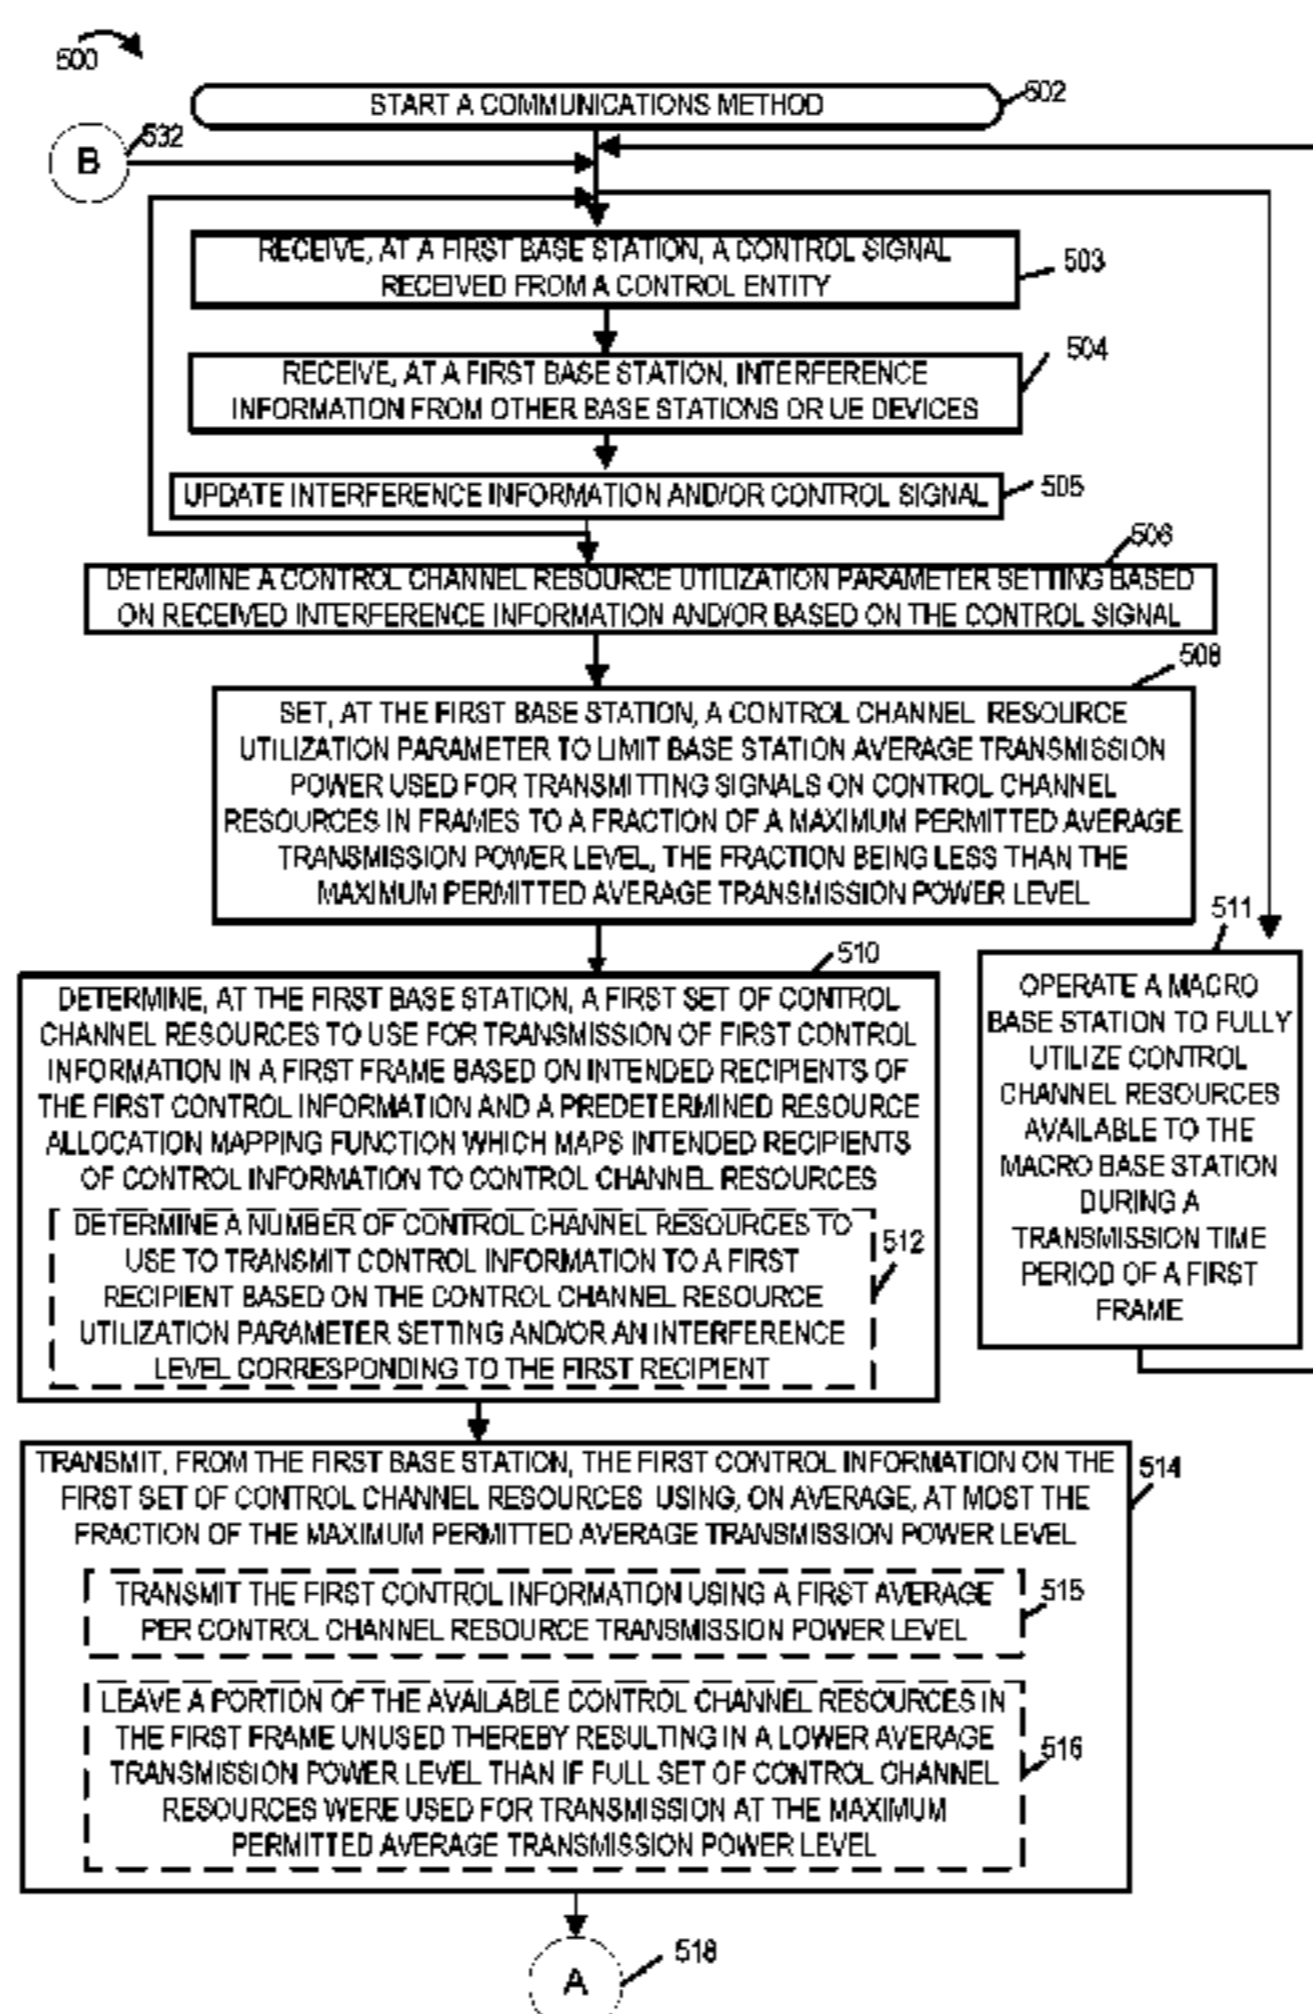 500
START A COMMUNICATIONS METHOD
502
B
532
RECEIVE, AT A FIRST BASE STATION, A CONTROL SIGNAL
RECEIVED FROM A CONTROL ENTITY
503
RECEIVE, AT A FIRST BASE STATION, INTERFERENCE
INFORMATION FROM OTHER BASE STATIONS OR UE DEVICES
504
UPDATE INTERFERENCE INFORMATION AND/OR CONTROL SIGNAL
505
506
DETERMINE A CONTROL CHANNEL RESOURCE UTILIZATION PARAMETER SETTING BASED
ON RECEIVED INTERFERENCE INFORMATION AND/OR BASED ON THE CONTROL SIGNAL
508
SET, AT THE FIRST BASE STATION, A CONTROL CHANNEL RESOURCE
UTILIZATION PARAMETER TO LIMIT BASE STATION AVERAGE TRANSMISSION
POWER USED FOR TRANSMITTING SIGNALS ON CONTROL CHANNEL
RESOURCES IN FRAMES TO A FRACTION OF A MAXIMUM PERMITTED AVERAGE
TRANSMISSION POWER LEVEL, THE FRACTION BEING LESS THAN THE
MAXIMUM PERMITTED AVERAGE TRANSMISSION POWER LEVEL
510
DETERMINE, AT THE FIRST BASE STATION, A FIRST SET OF CONTROL
CHANNEL RESOURCES TO USE FOR TRANSMISSION OF FIRST CONTROL
INFORMATION IN A FIRST FRAME BASED ON INTENDED RECIPIENTS OF
THE FIRST CONTROL INFORMATION AND A PREDETERMINED RESOURCE
ALLOCATION MAPPING FUNCTION WHICH MAPS INTENDED RECIPIENTS
OF CONTROL INFORMATION TO CONTROL CHANNEL RESOURCES
DETERMINE A NUMBER OF CONTROL CHANNEL RESOURCES TO
USE TO TRANSMIT CONTROL INFORMATION TO A FIRST
RECIPIENT BASED ON THE CONTROL CHANNEL RESOURCE
UTILIZATION PARAMETER SETTING AND/OR AN INTERFERENCE
LEVEL CORRESPONDING TO THE FIRST RECIPIENT
512
511
OPERATE A MACRO
BASE STATION TO FULLY
UTILIZE CONTROL
CHANNEL RESOURCES
AVAILABLE TO THE
MACRO BASE STATION
DURING A
TRANSMISSION TIME
PERIOD OF A FIRST
FRAME
TRANSMIT, FROM THE FIRST BASE STATION, THE FIRST CONTROL INFORMATION ON THE
FIRST SET OF CONTROL CHANNEL RESOURCES USING, ON AVERAGE, AT MOST THE
FRACTION OF THE MAXIMUM PERMITTED AVERAGE TRANSMISSION POWER LEVEL
514
TRANSMIT THE FIRST CONTROL INFORMATION USING A FIRST AVERAGE
PER CONTROL CHANNEL RESOURCE TRANSMISSION POWER LEVEL
515
LEAVE A PORTION OF THE AVAILABLE CONTROL CHANNEL RESOURCES IN
THE FIRST FRAME UNUSED THEREBY RESULTING IN A LOWER AVERAGE
TRANSMISSION POWER LEVEL THAN IF FULL SET OF CONTROL CHANNEL
RESOURCES WERE USED FOR TRANSMISSION AT THE MAXIMUM
PERMITTED AVERAGE TRANSMISSION POWER LEVEL
516
A
518